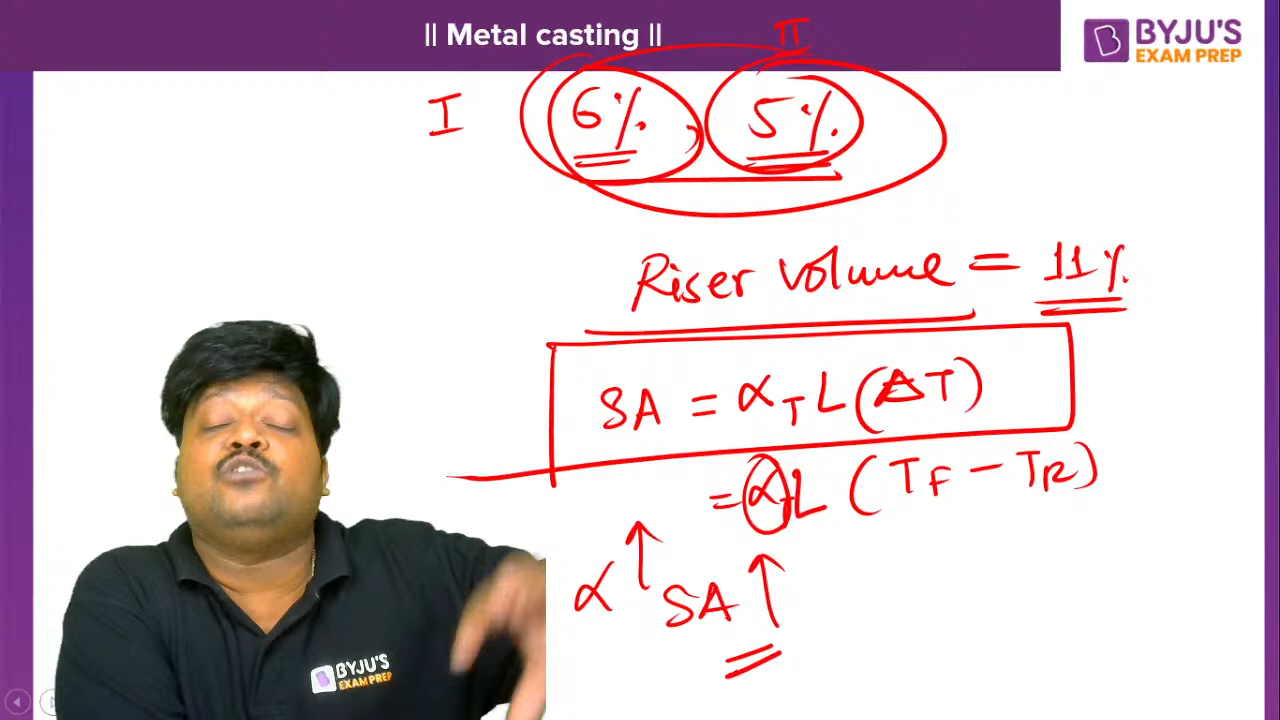 || Metal casting ||
BYJU'S
EXAM PREP
II
I 6% 5%
Riser volume = 11%
SA = α_T L (ΔT)
= αL (T_F - T_R)
α ↑ SA ↑
BYJU'S
EXAM PREP